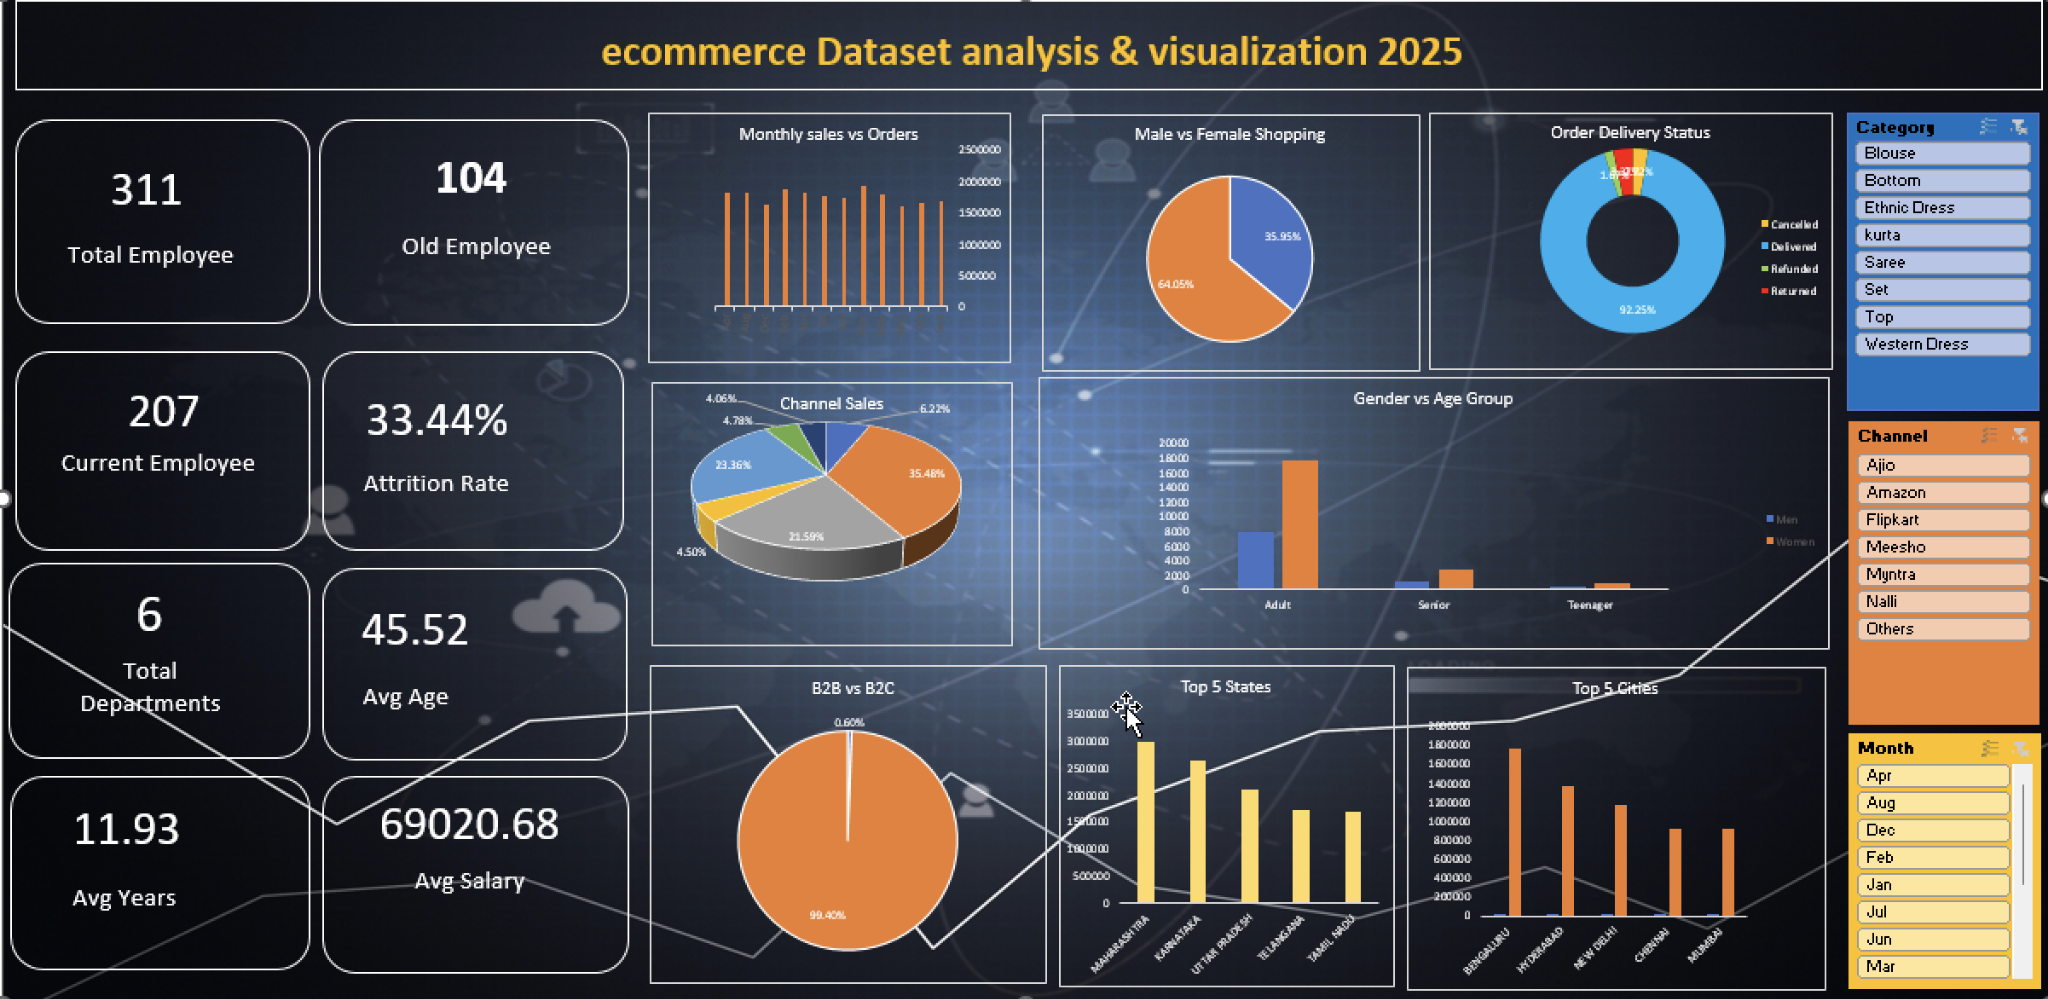 ecommerce Dataset analysis & visualization 2025
311
Total Employee
104
Old Employee
207
Current Employee
33.44%
Attrition Rate
6
Total
Departments
45.52
Avg Age
11.93
Avg Years
69020.68
Avg Salary
Monthly sales vs Orders
2500000
2000000
1500000
1000000
500000
0
Male vs Female Shopping
35.95%
64.05%
Order Delivery Status
92.25%
Cancelled
Delivered
Refunded
Returned
Channel Sales
4.06%
6.22%
4.78%
23.36%
35.48%
21.59%
4.50%
Gender vs Age Group
20000
18000
16000
14000
12000
10000
8000
6000
4000
2000
0
Adult
Senior
Teenager
Men
Women
B2B vs B2C
0.60%
99.40%
Top 5 States
3500000
3000000
2500000
2000000
1500000
1000000
500000
0
MAHARASHTRA
KARNATAKA
UTTAR PRADESH
TELANGANA
TAMIL NADU
LOADING
Top 5 Cities
2000000
1800000
1600000
1400000
1200000
1000000
800000
600000
400000
200000
0
BENGALURU
HYDERABAD
NEW DELHI
CHENNAI
MUMBAI
Category
Blouse
Bottom
Ethnic Dress
kurta
Saree
Set
Top
Western Dress
Channel
Ajio
Amazon
Flipkart
Meesho
Myntra
Nalli
Others
Month
Apr
Aug
Dec
Feb
Jan
Jul
Jun
Mar